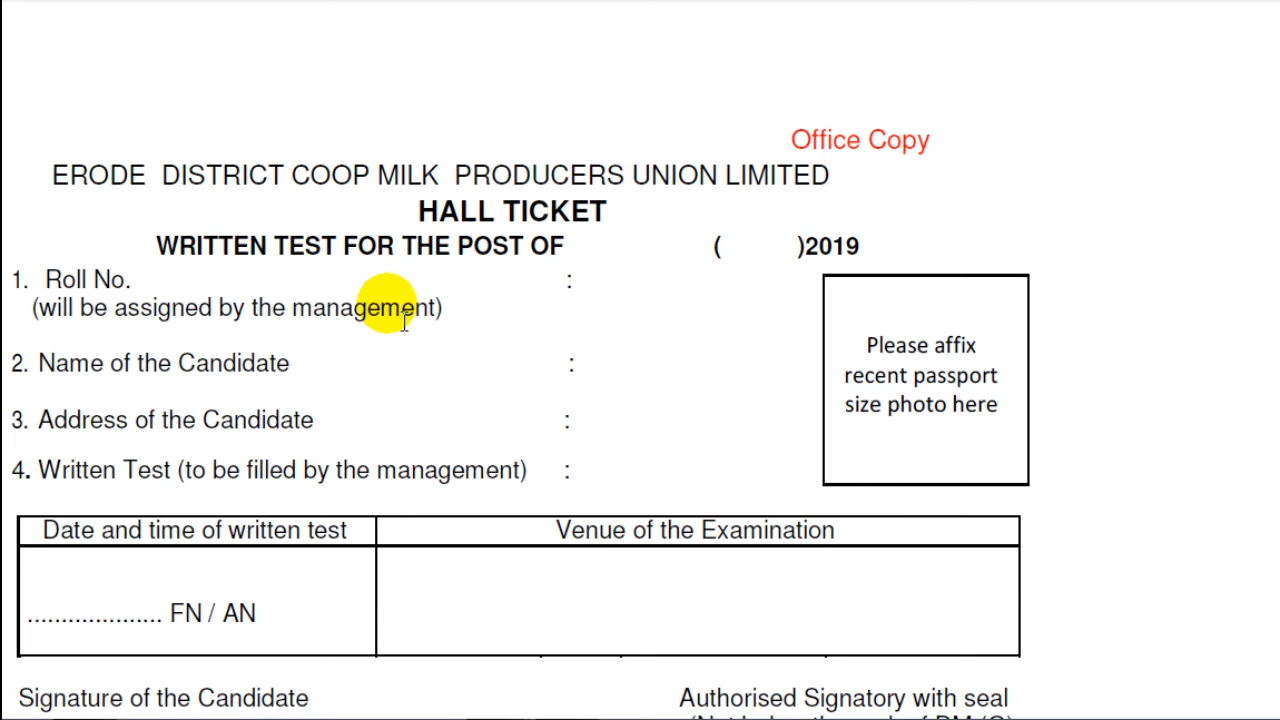 Office Copy
ERODE DISTRICT COOP MILK PRODUCERS UNION LIMITED
HALL TICKET
WRITTEN TEST FOR THE POST OF ( )2019
1. Roll No. :
(will be assigned by the management)
Please affix
recent passport
size photo here
2. Name of the Candidate :
3. Address of the Candidate :
4. Written Test (to be filled by the management) :
Date and time of written test Venue of the Examination
.................... FN / AN
Signature of the Candidate Authorised Signatory with seal